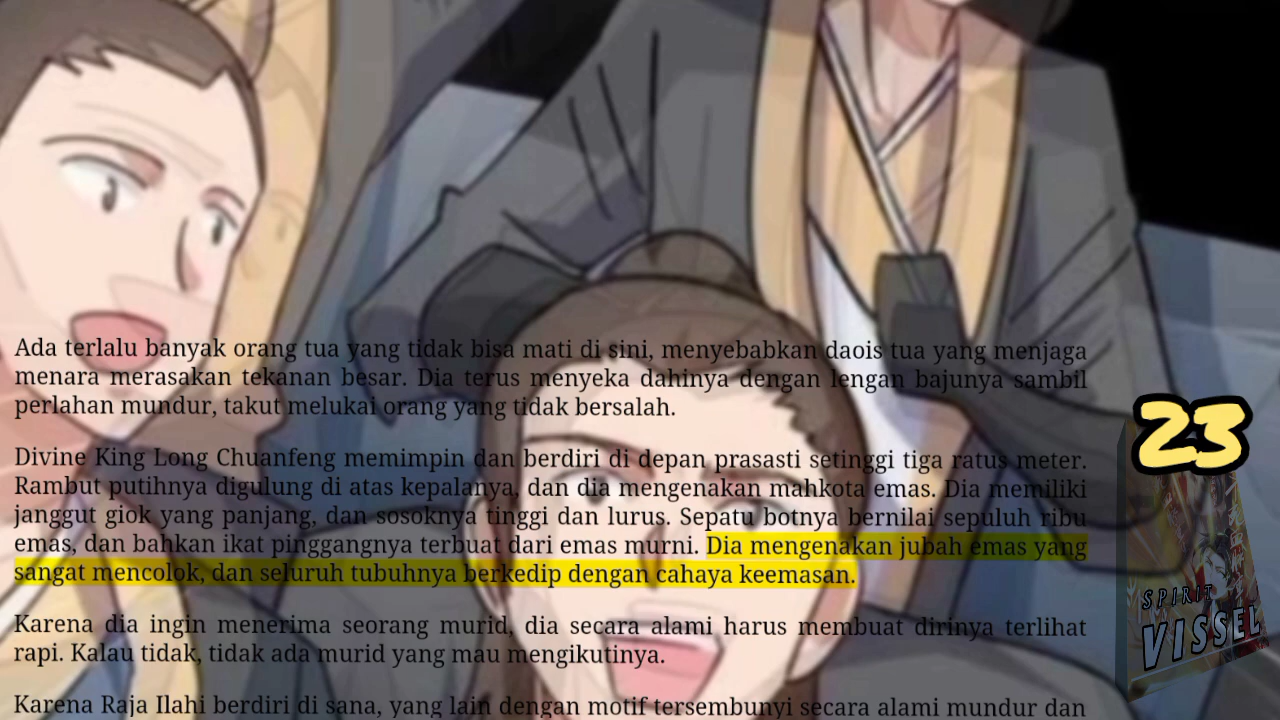 Ada terlalu banyak orang tua yang tidak bisa mati di sini, menyebabkan daois tua yang menjaga
menara merasakan tekanan besar. Dia terus menyeka dahinya dengan lengan bajunya sambil
perlahan mundur, takut melukai orang yang tidak bersalah.
Divine King Long Chuanfeng memimpin dan berdiri di depan prasasti setinggi tiga ratus meter.
Rambut putihnya digulung di atas kepalanya, dan dia mengenakan mahkota emas. Dia memiliki
janggut giok yang panjang, dan sosoknya tinggi dan lurus. Sepatu botnya bernilai sepuluh ribu
emas, dan bahkan ikat pinggangnya terbuat dari emas murni. Dia mengenakan jubah emas yang
sangat mencolok, dan seluruh tubuhnya berkedip dengan cahaya keemasan.
Karena dia ingin menerima seorang murid, dia secara alami harus membuat dirinya terlihat
rapi. Kalau tidak, tidak ada murid yang mau mengikutinya.
Karena Raja Ilahi berdiri di sana, yang lain dengan motif tersembunyi secara alami mundur dan
23
SPIRIT
VISSEL